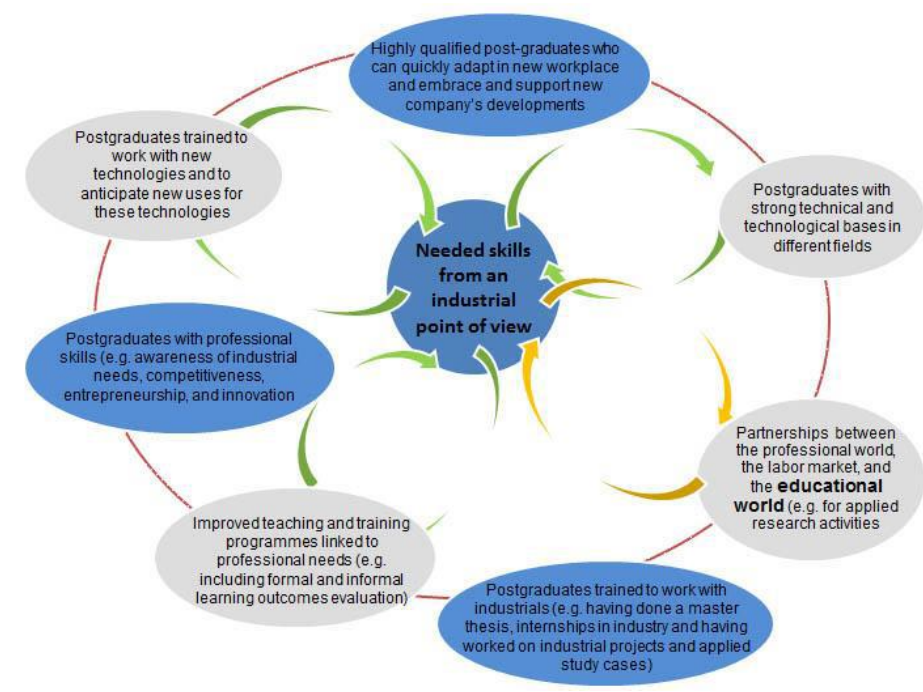 Highly qualified post-graduates who
can quickly adapt in new workplace
and embrace and support new
company's developments
Postgraduates trained to
work with new
technologies and to
anticipate new uses for
these technologies
Postgraduates with
strong technical and
technological bases in
different fields
Needed skills
from an
industrial
point of view
Postgraduates with professional
skills (e.g. awareness of industrial
needs, competitiveness,
entrepreneurship, and innovation
Partnerships between
the professional world,
the labor market, and
the educational
world (e.g. for applied
research activities
Improved teaching and training
programmes linked to
professional needs (e.g.
including formal and informal
learning outcomes evaluation)
Postgraduates trained to work with
industrials (e.g. having done a master
thesis, internships in industry and having
worked on industrial projects and applied
study cases)